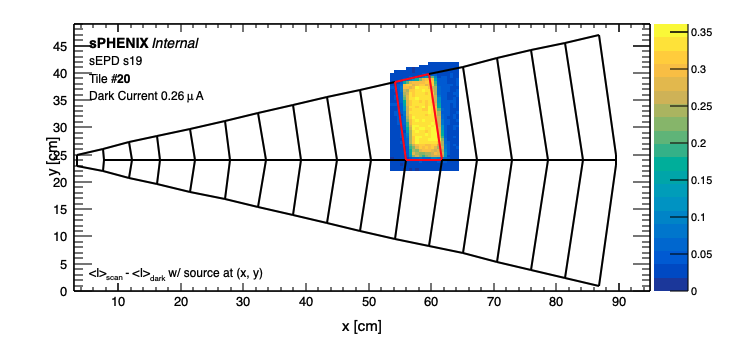 sPHENIX Internal
sEPD s19
Tile #20
Dark Current 0.26 μ A
<I>scan - <I>dark w/ source at (x, y)
y [cm]
45
40
35
30
25
20
15
10
5
0
10 20 30 40 50 60 70 80 90
x [cm]
0.35
0.3
0.25
0.2
0.15
0.1
0.05
0